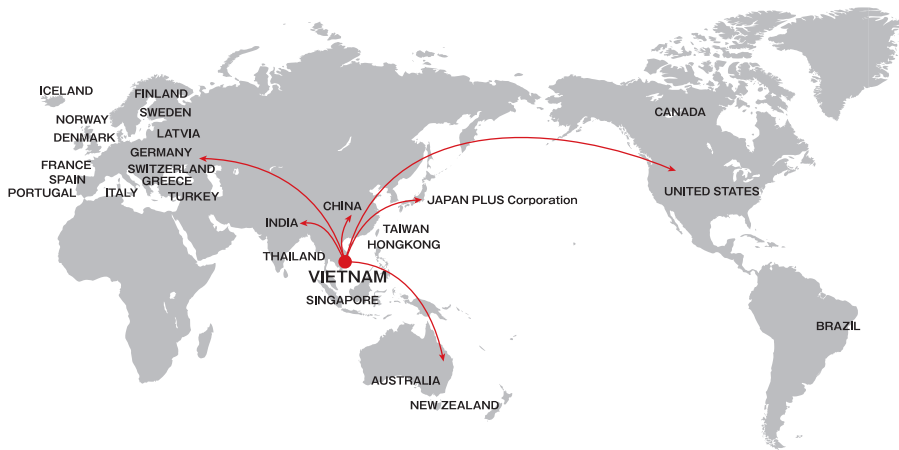 ICELAND
FINLAND
NORWAY
SWEDEN
DENMARK
LATVIA
GERMANY
FRANCE
SWITZERLAND
SPAIN
GREECE
PORTUGAL
ITALY
TURKEY
CHINA
INDIA
JAPAN PLUS Corporation
TAIWAN
HONGKONG
THAILAND
VIETNAM
SINGAPORE
AUSTRALIA
NEW ZEALAND
CANADA
UNITED STATES
BRAZIL